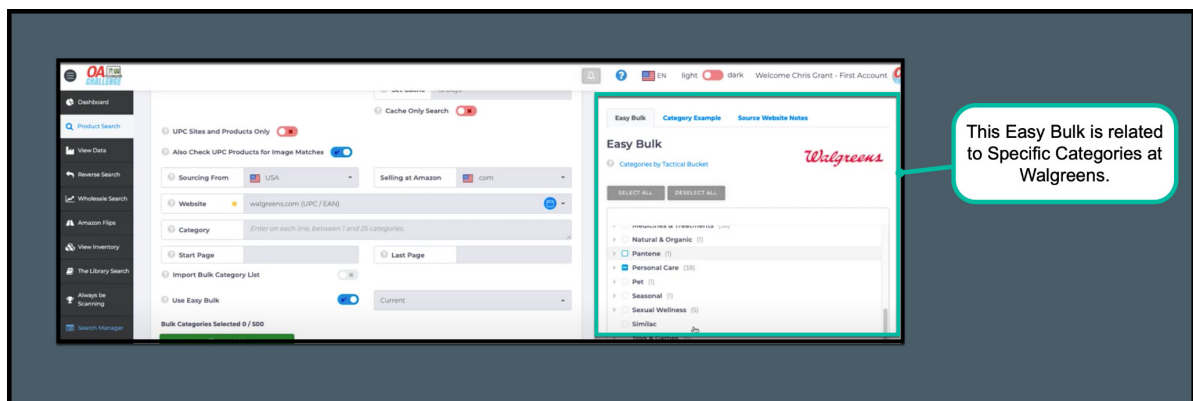 OA
CHALLENGE
EN light dark Welcome Chris Grant - First Account
Dashboard
Product Search
View Data
Reverse Search
Wholesale Search
Amazon Flips
View Inventory
The Library Search
Always be
Scanning
Search Manager
Cache Only Search
UPC Sites and Products Only
Also Check UPC Products for Image Matches
Sourcing From USA Selling at Amazon .com
Website walgreens.com (UPC / EAN)
Category Enter on each line, between 1 and 25 categories.
Start Page Last Page
Import Bulk Category List
Use Easy Bulk Current
Bulk Categories Selected 0 / 500
Easy Bulk Category Example Source Website Notes
Easy Bulk
Walgreens
Categories by Tactical Bucket
SELECT ALL DESELECT ALL
Medicines & Treatments
Natural & Organic (1)
Pantene (1)
Personal Care (38)
Pet (1)
Seasonal (1)
Sexual Wellness (5)
Similac
Toys & Games
This Easy Bulk is related
to Specific Categories at
Walgreens.